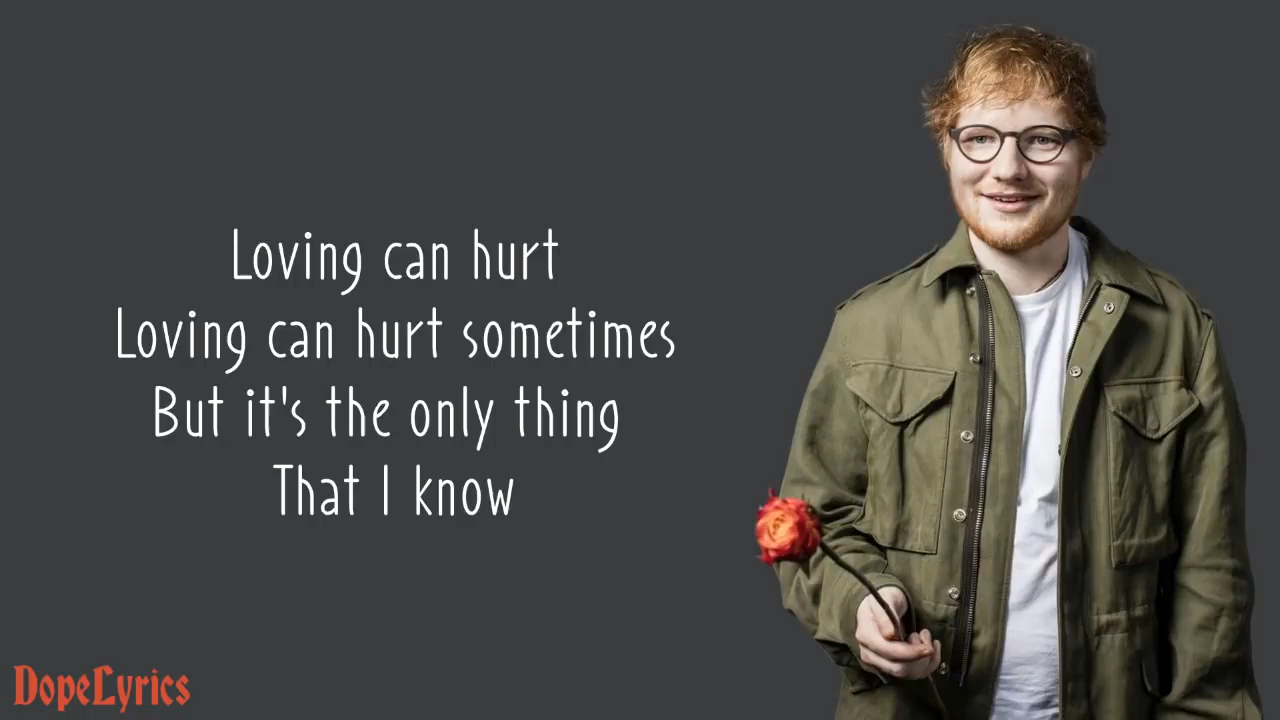 Loving can hurt
Loving can hurt sometimes
But it's the only thing
That I know
DopeLyrics